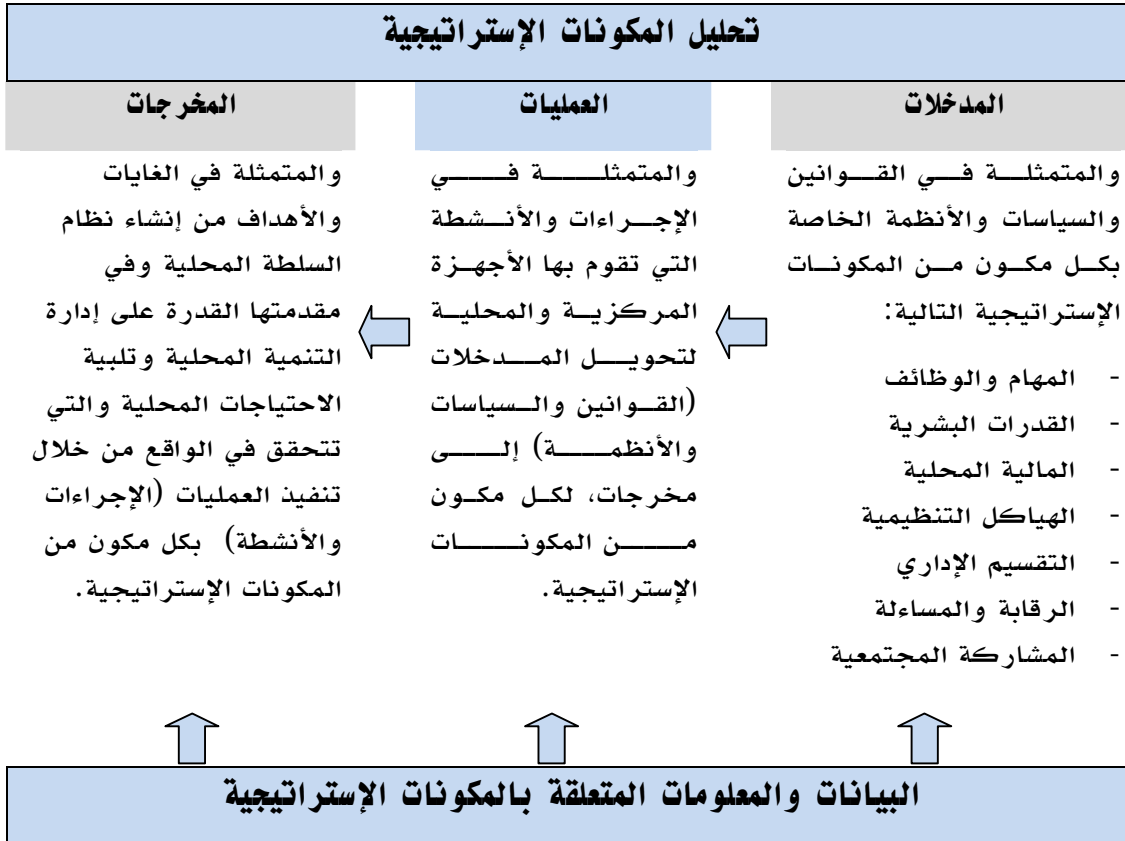 تحليل المكونات الإستراتيجية
المدخلات
والمتمثلة في القوانين
والسياسات والأنظمة الخاصة
بكل مكون من المكونات
الإستراتيجية التالية:
- المهام والوظائف
- القدرات البشرية
- المالية المحلية
- الهياكل التنظيمية
- التقسيم الإداري
- الرقابة والمساءلة
- المشاركة المجتمعية
العمليات
والمتمثلة في
الإجراءات والأنشطة
التي تقوم بها الأجهزة
المركزية والمحلية
لتحويل المدخلات
(القوانين والسياسات
والأنظمة) إلى
مخرجات، لكل مكون
من المكونات
الإستراتيجية.
المخرجات
والمتمثلة في الغايات
والأهداف من إنشاء نظام
السلطة المحلية وفي
مقدمتها القدرة على إدارة
التنمية المحلية وتلبية
الاحتياجات المحلية والتي
تتحقق في الواقع من خلال
تنفيذ العمليات (الإجراءات
والأنشطة) بكل مكون من
المكونات الإستراتيجية.
البيانات والمعلومات المتعلقة بالمكونات الإستراتيجية